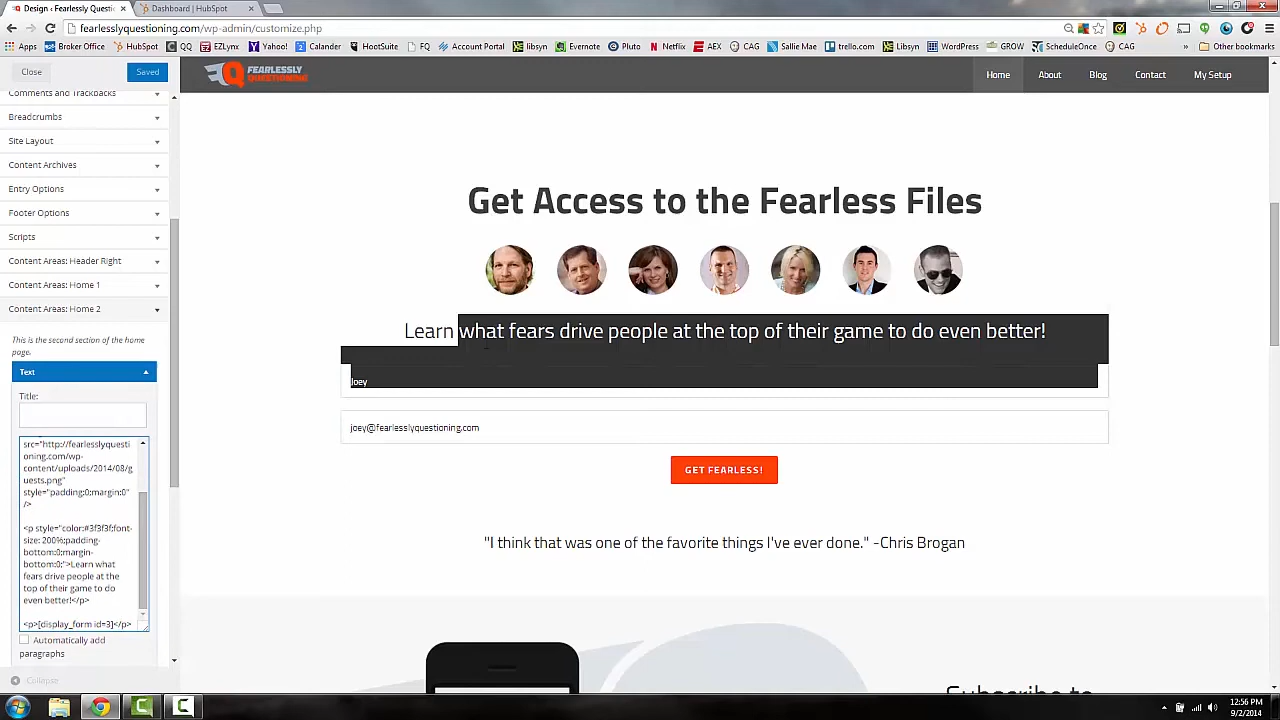 Design ‹ Fearlessly Questioning
Dashboard | HubSpot
fearlesslyquestioning.com/wp-admin/customize.php
Apps Broker Office HubSpot QQ EZLynx Yahoo! Calander HootSuite FQ Account Portal libsyn Evernote Pluto Netflix AEX CAG Sallie Mae trello.com Libsyn WordPress GROW ScheduleOnce CAG » Other bookmarks
Close
Saved
FEARLESSLY
QUESTIONING
Home About Blog Contact My Setup
Comments and Trackbacks
Breadcrumbs
Site Layout
Content Archives
Entry Options
Footer Options
Scripts
Content Areas: Header Right
Content Areas: Home 1
Content Areas: Home 2
This is the second section of the home
page.
Text
Title:
src="http://fearlesslyquesti
oning.com/wp-
content/uploads/2014/08/g
uests.png"
style="padding:0;margin:0"
/>
<p style="color:#3f3f3f;font-
size: 200%;padding-
bottom:0;margin-
bottom:0;">Learn what
fears drive people at the
top of their game to do
even better!</p>
<p>[display_form id=3]</p>
Automatically add
paragraphs
Collapse
Get Access to the Fearless Files
Learn what fears drive people at the top of their game to do even better!
Joey
joey@fearlesslyquestioning.com
GET FEARLESS!
"I think that was one of the favorite things I've ever done." -Chris Brogan
Subscribe to
12:56 PM
9/2/2014